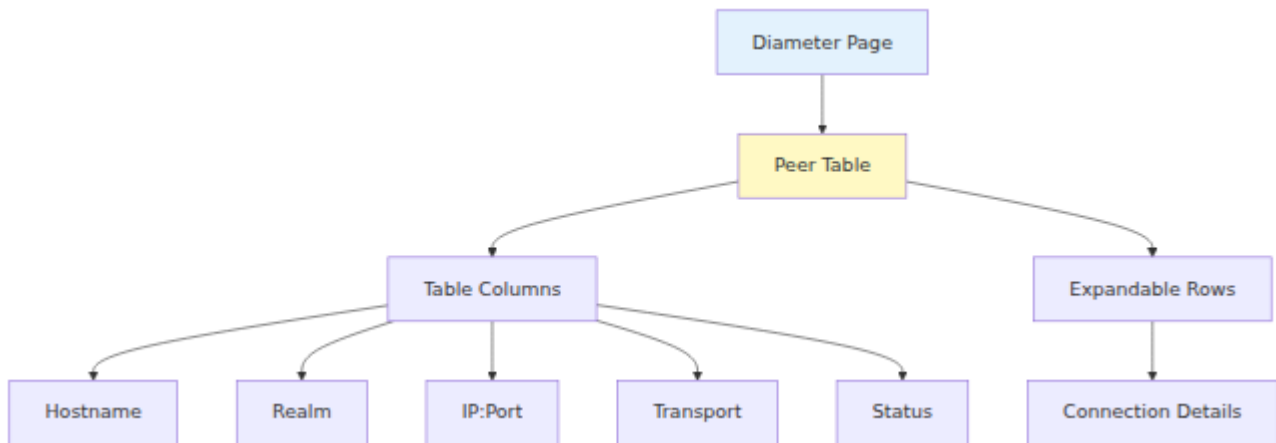 Diameter Page
Peer Table
Table Columns
Expandable Rows
Hostname
Realm
IP:Port
Transport
Status
Connection Details